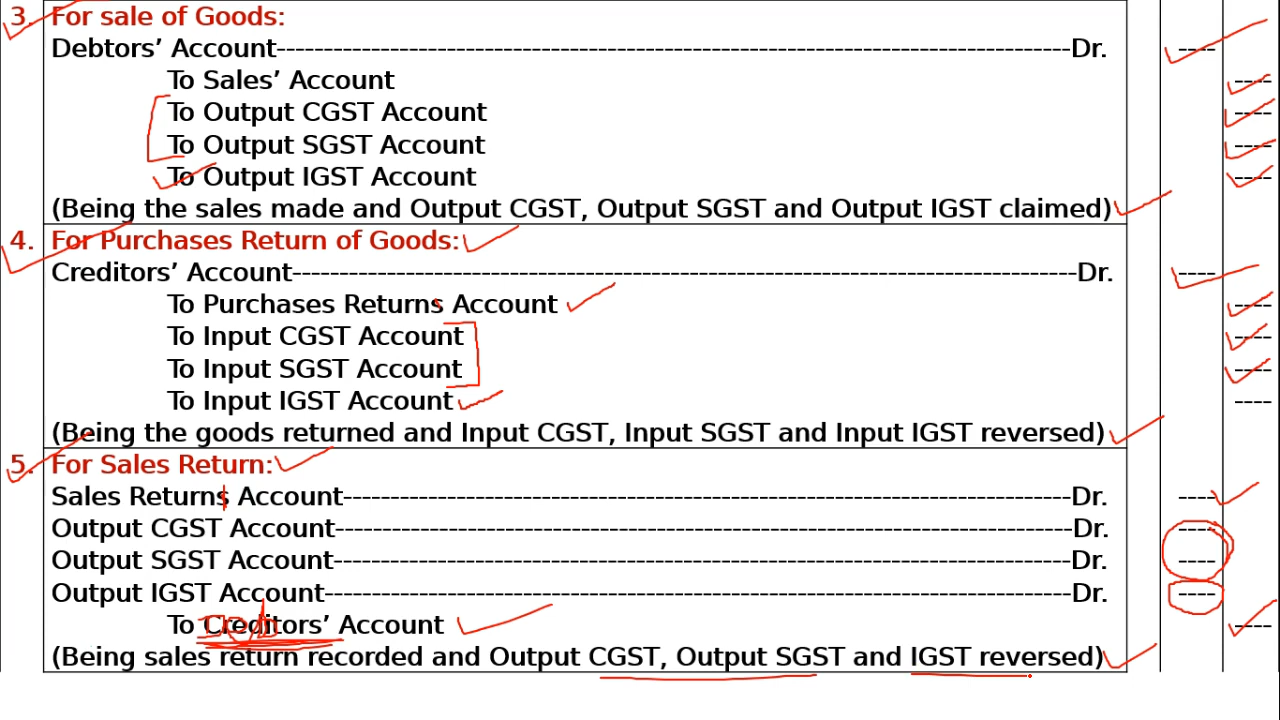 3. For sale of Goods:
Debtors’ Account------------------------------------------------------------------------------------Dr. ----
To Sales’ Account ----
To Output CGST Account ----
To Output SGST Account ----
To Output IGST Account ----
(Being the sales made and Output CGST, Output SGST and Output IGST claimed)
4. For Purchases Return of Goods:
Creditors’ Account-----------------------------------------------------------------------------------Dr. ----
To Purchases Returns Account ----
To Input CGST Account ----
To Input SGST Account ----
To Input IGST Account ----
(Being the goods returned and Input CGST, Input SGST and Input IGST reversed)
5. For Sales Return:
Sales Returns Account-----------------------------------------------------------------------------Dr. ----
Output CGST Account------------------------------------------------------------------------------Dr. ----
Output SGST Account------------------------------------------------------------------------------Dr. ----
Output IGST Account-------------------------------------------------------------------------------Dr. ----
To Creditors’ Account ----
(Being sales return recorded and Output CGST, Output SGST and IGST reversed)